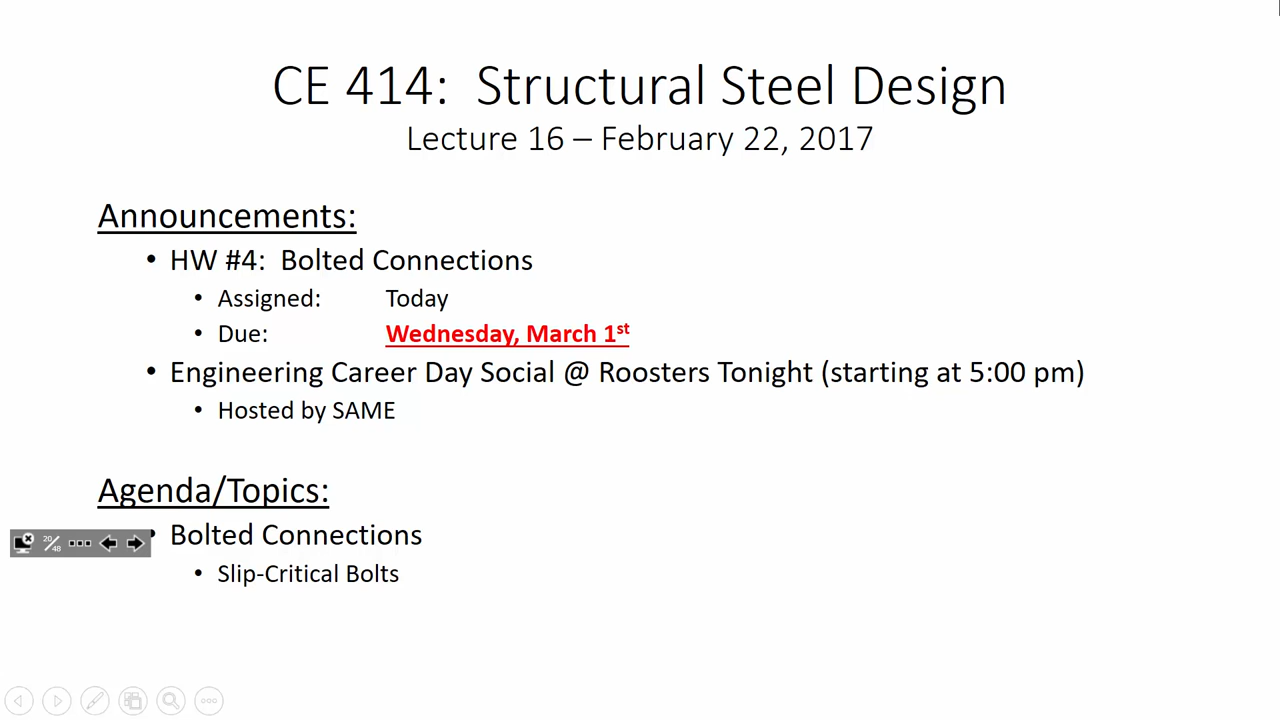 CE 414:  Structural Steel Design
Lecture 16 – February 22, 2017
Announcements:
• HW #4:  Bolted Connections
• Assigned: Today
• Due: Wednesday, March 1st
• Engineering Career Day Social @ Roosters Tonight (starting at 5:00 pm)
• Hosted by SAME
Agenda/Topics:
• Bolted Connections
20/48
• Slip-Critical Bolts